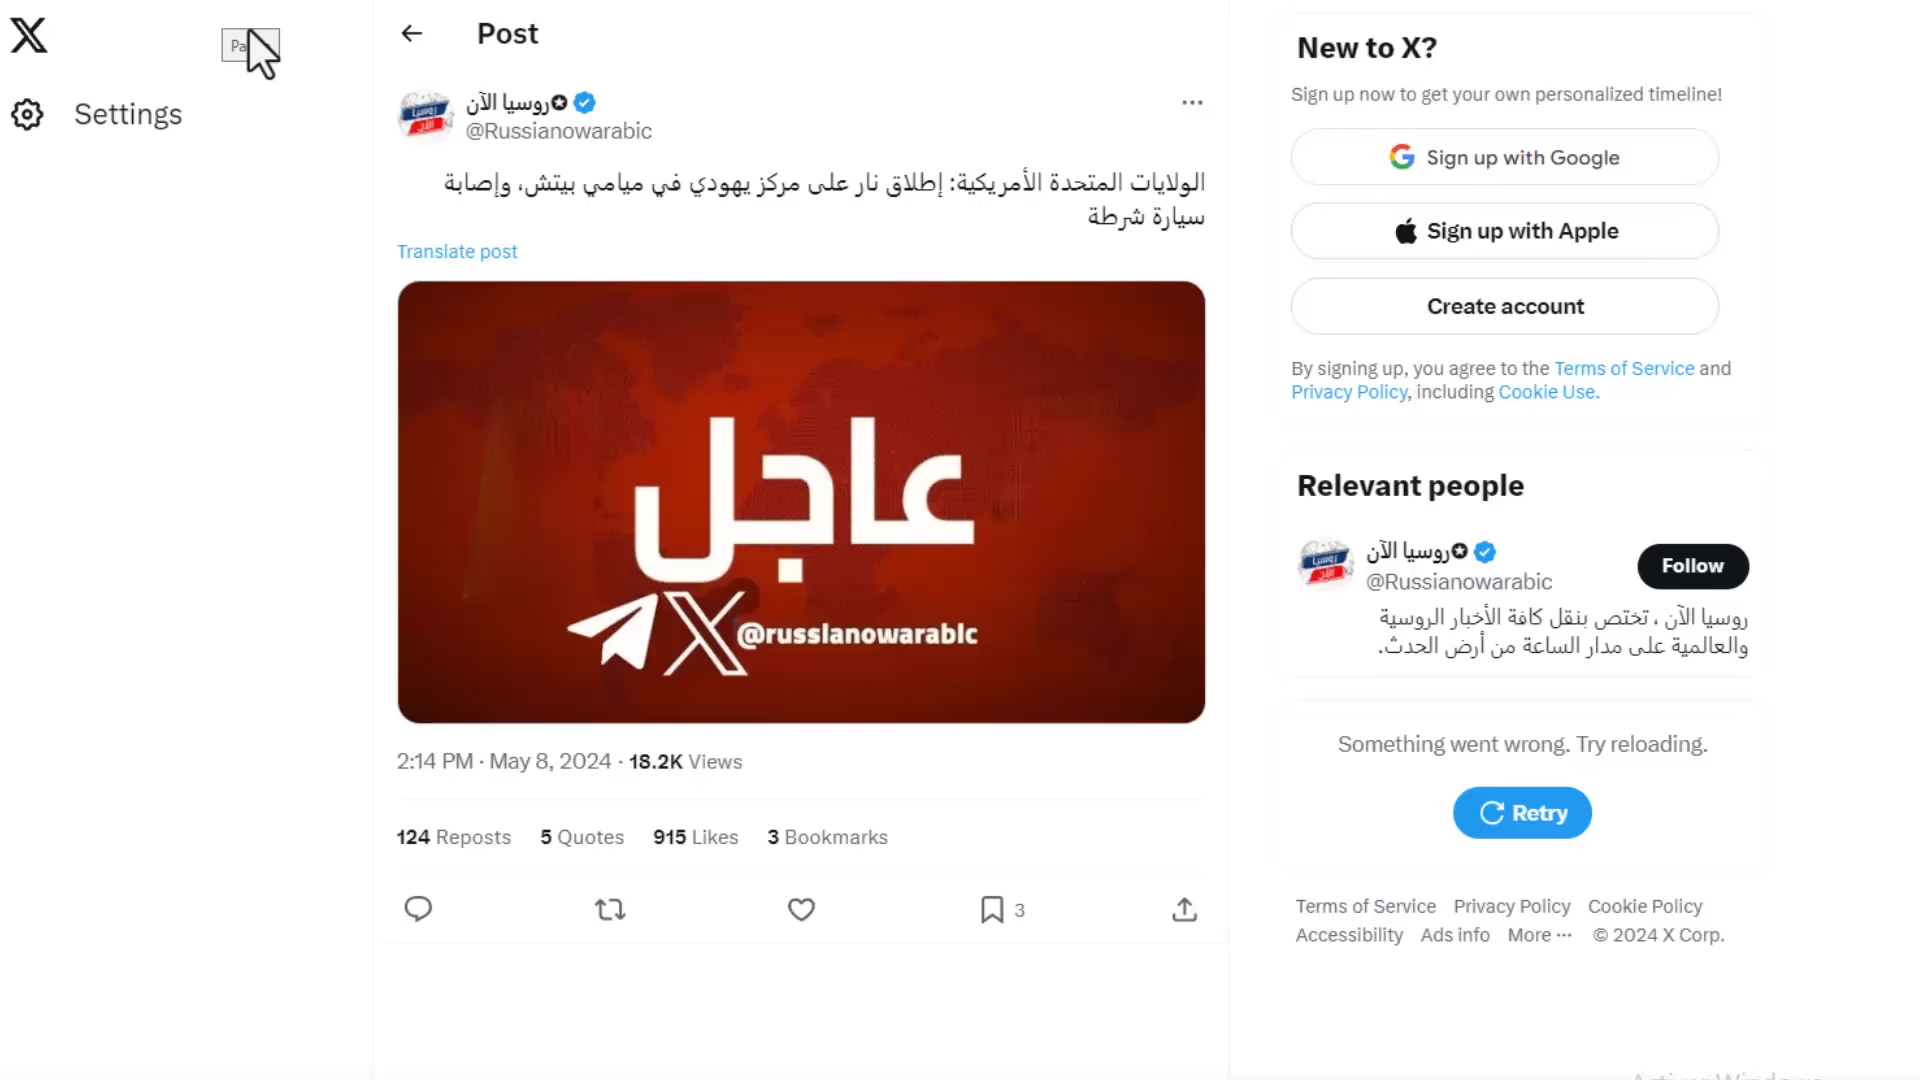 Post
Settings
روسيا الآن
@Russianowarabic
الولايات المتحدة الأمريكية: إطلاق نار على مركز يهودي في ميامي بيتش، وإصابة
سيارة شرطة
Translate post
عاجل
@russianowarabic
2:14 PM · May 8, 2024 · 18.2K Views
124 Reposts 5 Quotes 915 Likes 3 Bookmarks
3
New to X?
Sign up now to get your own personalized timeline!
Sign up with Google
Sign up with Apple
Create account
By signing up, you agree to the Terms of Service and
Privacy Policy, including Cookie Use.
Relevant people
روسيا الآن
@Russianowarabic
Follow
روسيا الآن ، تختص بنقل كافة الأخبار الروسية
والعالمية على مدار الساعة من أرض الحدث.
Something went wrong. Try reloading.
Retry
Terms of Service Privacy Policy Cookie Policy
Accessibility Ads info More ··· © 2024 X Corp.